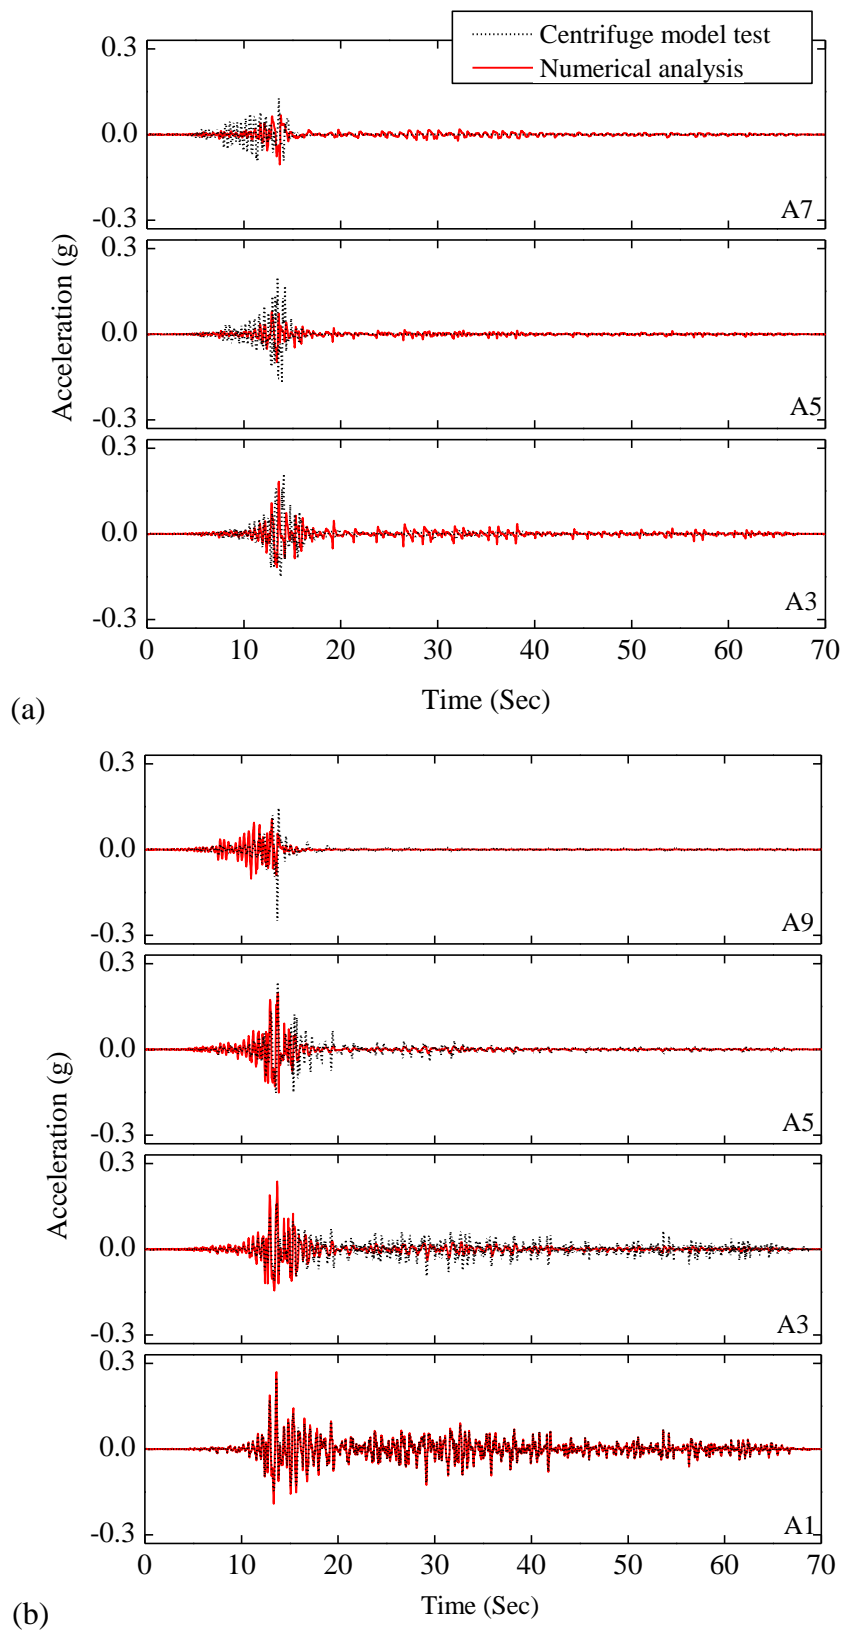 Centrifuge model test
Numerical analysis
0.3
0.0
-0.3
A7
0.3
0.0
-0.3
A5
0.3
0.0
-0.3
A3
Acceleration (g)
0 10 20 30 40 50 60 70
Time (Sec)
(a)
0.3
0.0
-0.3
A9
0.3
0.0
-0.3
A5
0.3
0.0
-0.3
A3
0.3
0.0
-0.3
A1
Acceleration (g)
0 10 20 30 40 50 60 70
Time (Sec)
(b)